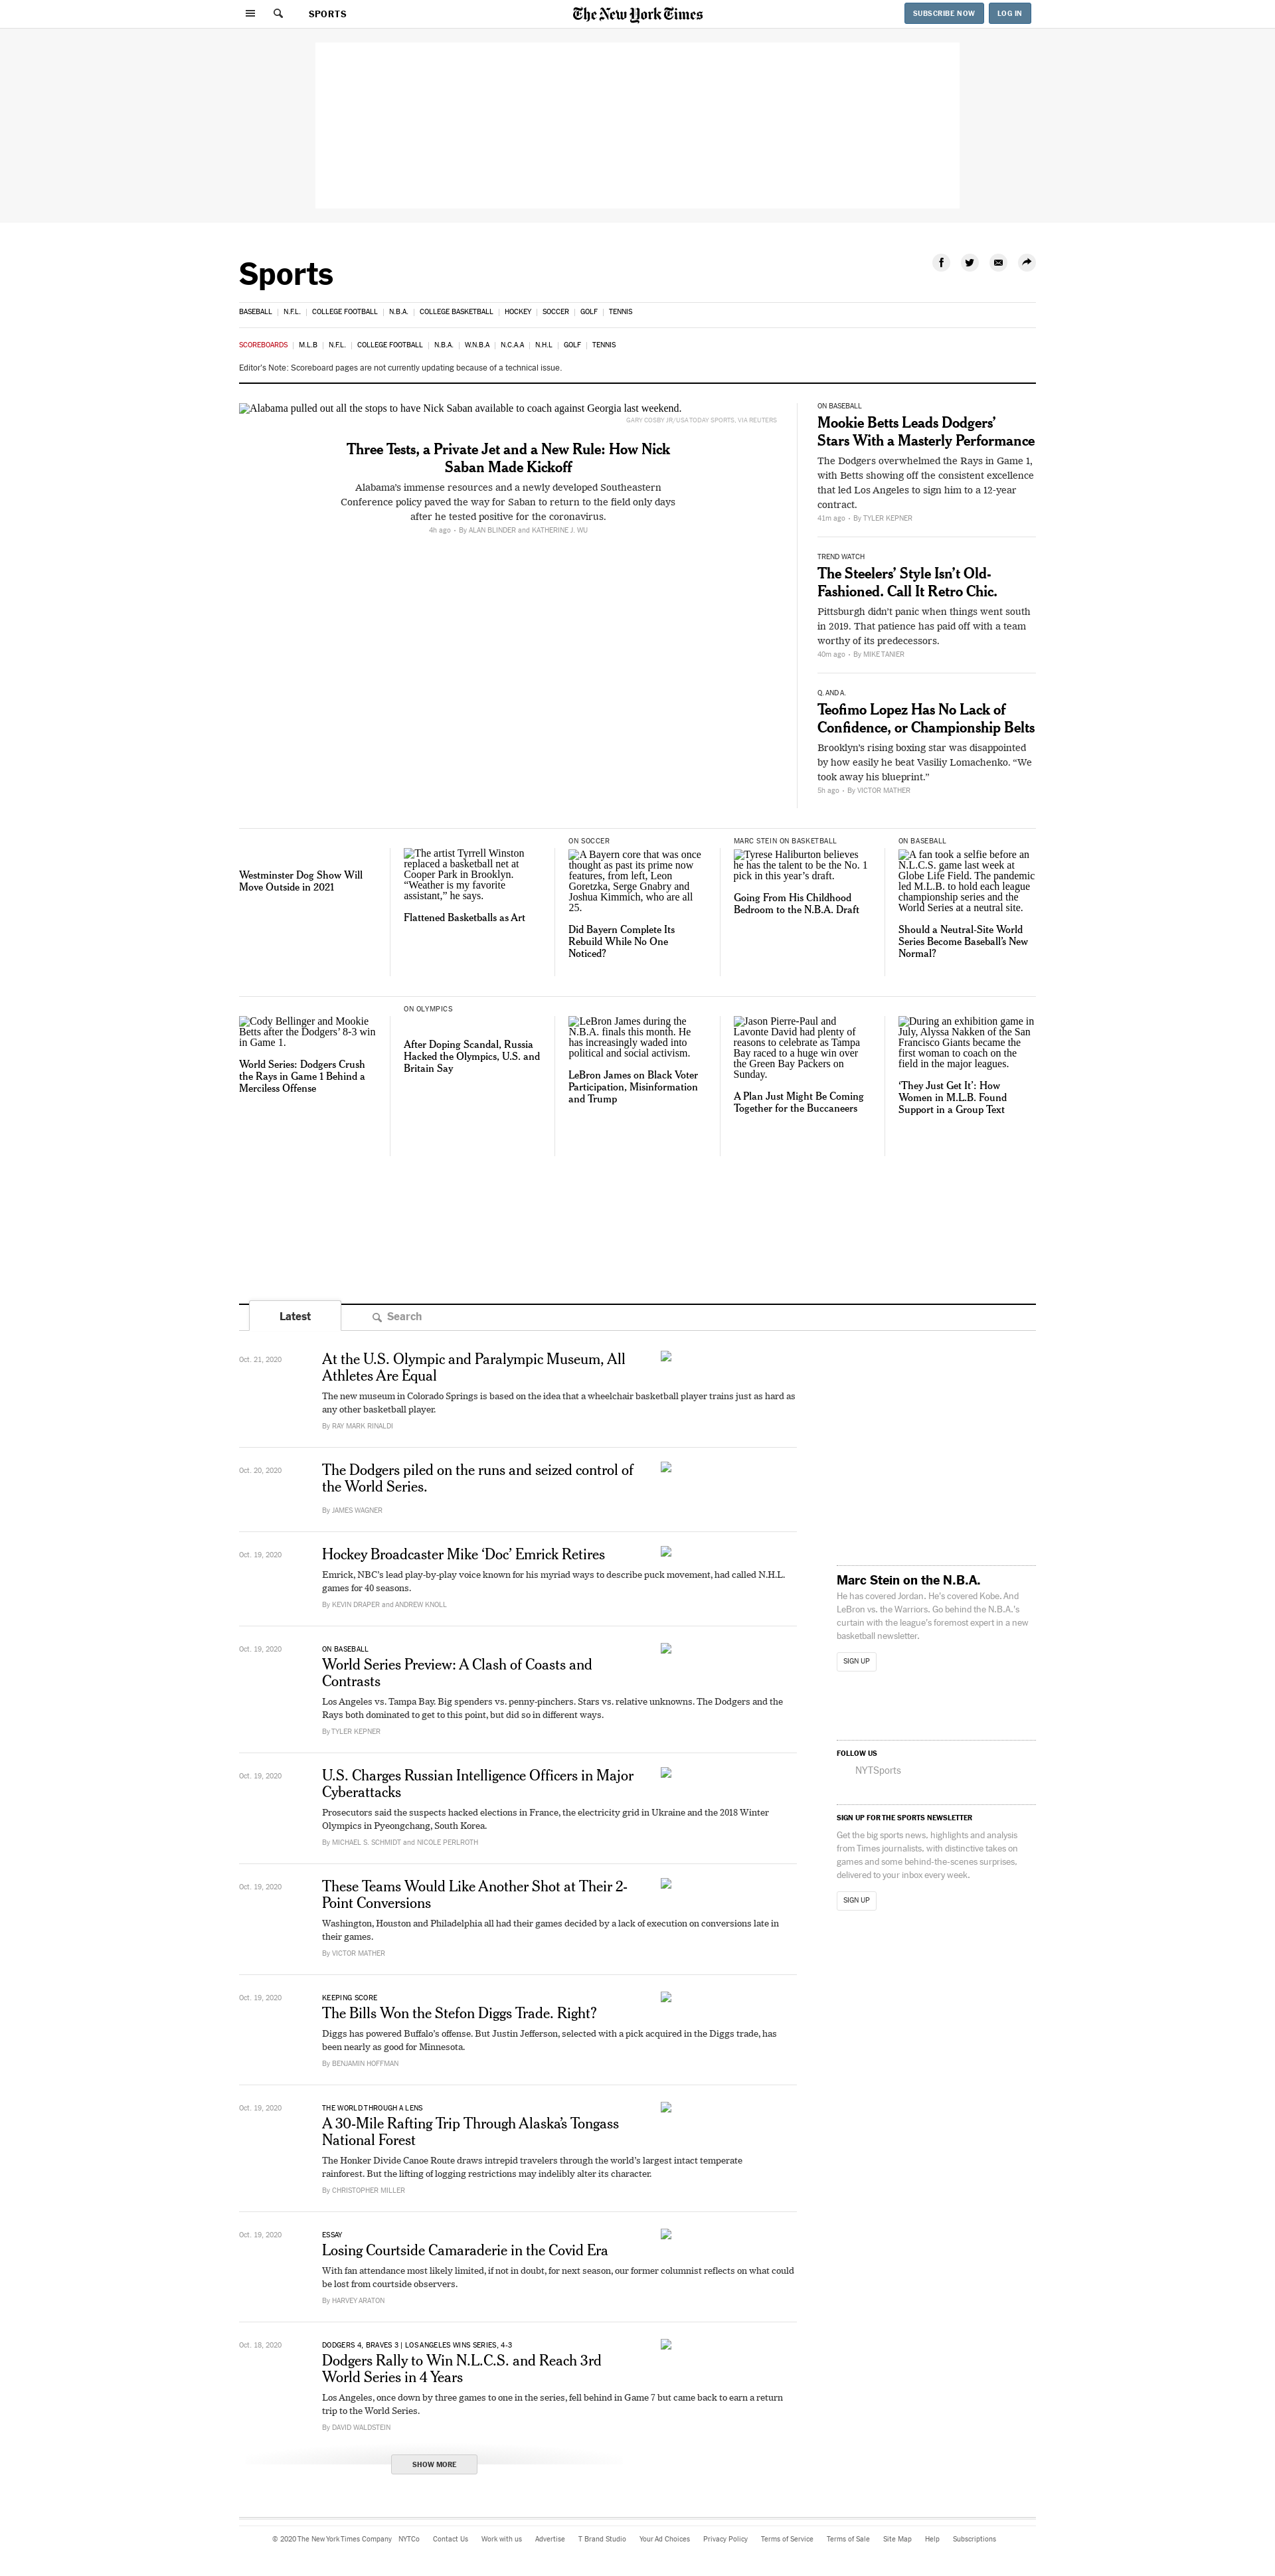 SPORTS
The New York Times
SUBSCRIBE NOW
LOG IN
Sports
BASEBALL | N.F.L. | COLLEGE FOOTBALL | N.B.A. | COLLEGE BASKETBALL | HOCKEY | SOCCER | GOLF | TENNIS
SCOREBOARDS | M.L.B | N.F.L. | COLLEGE FOOTBALL | N.B.A. | W.N.B.A | N.C.A.A | N.H.L | GOLF | TENNIS
Editor's Note: Scoreboard pages are not currently updating because of a technical issue.
Alabama pulled out all the stops to have Nick Saban available to coach against Georgia last weekend.
GARY COSBY JR/USA TODAY SPORTS, VIA REUTERS
Three Tests, a Private Jet and a New Rule: How Nick
Saban Made Kickoff
Alabama’s immense resources and a newly developed Southeastern
Conference policy paved the way for Saban to return to the field only days
after he tested positive for the coronavirus.
4h ago • By ALAN BLINDER and KATHERINE J. WU
ON BASEBALL
Mookie Betts Leads Dodgers’
Stars With a Masterly Performance
The Dodgers overwhelmed the Rays in Game 1,
with Betts showing off the consistent excellence
that led Los Angeles to sign him to a 12-year
contract.
41m ago • By TYLER KEPNER
TREND WATCH
The Steelers’ Style Isn’t Old-
Fashioned. Call It Retro Chic.
Pittsburgh didn’t panic when things went south
in 2019. That patience has paid off with a team
worthy of its predecessors.
40m ago • By MIKE TANIER
Q. AND A.
Teofimo Lopez Has No Lack of
Confidence, or Championship Belts
Brooklyn’s rising boxing star was disappointed
by how easily he beat Vasiliy Lomachenko. “We
took away his blueprint.”
5h ago • By VICTOR MATHER
Westminster Dog Show Will
Move Outside in 2021
The artist Tyrrell Winston
replaced a basketball net at
Cooper Park in Brooklyn.
“Weather is my favorite
assistant,” he says.
Flattened Basketballs as Art
ON SOCCER
A Bayern core that was once
thought as past its prime now
features, from left, Leon
Goretzka, Serge Gnabry and
Joshua Kimmich, who are all
25.
Did Bayern Complete Its
Rebuild While No One
Noticed?
MARC STEIN ON BASKETBALL
Tyrese Haliburton believes
he has the talent to be the No. 1
pick in this year’s draft.
Going From His Childhood
Bedroom to the N.B.A. Draft
ON BASEBALL
A fan took a selfie before an
N.L.C.S. game last week at
Globe Life Field. The pandemic
led M.L.B. to hold each league
championship series and the
World Series at a neutral site.
Should a Neutral-Site World
Series Become Baseball’s New
Normal?
Cody Bellinger and Mookie
Betts after the Dodgers’ 8-3 win
in Game 1.
World Series: Dodgers Crush
the Rays in Game 1 Behind a
Merciless Offense
ON OLYMPICS
After Doping Scandal, Russia
Hacked the Olympics, U.S. and
Britain Say
LeBron James during the
N.B.A. finals this month. He
has increasingly waded into
political and social activism.
LeBron James on Black Voter
Participation, Misinformation
and Trump
Jason Pierre-Paul and
Lavonte David had plenty of
reasons to celebrate as Tampa
Bay raced to a huge win over
the Green Bay Packers on
Sunday.
A Plan Just Might Be Coming
Together for the Buccaneers
During an exhibition game in
July, Alyssa Nakken of the San
Francisco Giants became the
first woman to coach on the
field in the major leagues.
‘They Just Get It’: How
Women in M.L.B. Found
Support in a Group Text
Latest
Search
Oct. 21, 2020
At the U.S. Olympic and Paralympic Museum, All
Athletes Are Equal
The new museum in Colorado Springs is based on the idea that a wheelchair basketball player trains just as hard as
any other basketball player.
By RAY MARK RINALDI
Oct. 20, 2020
The Dodgers piled on the runs and seized control of
the World Series.
By JAMES WAGNER
Oct. 19, 2020
Hockey Broadcaster Mike ‘Doc’ Emrick Retires
Emrick, NBC’s lead play-by-play voice known for his myriad ways to describe puck movement, had called N.H.L.
games for 40 seasons.
By KEVIN DRAPER and ANDREW KNOLL
Oct. 19, 2020
ON BASEBALL
World Series Preview: A Clash of Coasts and
Contrasts
Los Angeles vs. Tampa Bay. Big spenders vs. penny-pinchers. Stars vs. relative unknowns. The Dodgers and the
Rays both dominated to get to this point, but did so in different ways.
By TYLER KEPNER
Oct. 19, 2020
U.S. Charges Russian Intelligence Officers in Major
Cyberattacks
Prosecutors said the suspects hacked elections in France, the electricity grid in Ukraine and the 2018 Winter
Olympics in Pyeongchang, South Korea.
By MICHAEL S. SCHMIDT and NICOLE PERLROTH
Oct. 19, 2020
These Teams Would Like Another Shot at Their 2-
Point Conversions
Washington, Houston and Philadelphia all had their games decided by a lack of execution on conversions late in
their games.
By VICTOR MATHER
Oct. 19, 2020
KEEPING SCORE
The Bills Won the Stefon Diggs Trade. Right?
Diggs has powered Buffalo’s offense. But Justin Jefferson, selected with a pick acquired in the Diggs trade, has
been nearly as good for Minnesota.
By BENJAMIN HOFFMAN
Oct. 19, 2020
THE WORLD THROUGH A LENS
A 30-Mile Rafting Trip Through Alaska’s Tongass
National Forest
The Honker Divide Canoe Route draws intrepid travelers through the world’s largest intact temperate
rainforest. But the lifting of logging restrictions may indelibly alter its character.
By CHRISTOPHER MILLER
Oct. 19, 2020
ESSAY
Losing Courtside Camaraderie in the Covid Era
With fan attendance most likely limited, if not in doubt, for next season, our former columnist reflects on what could
be lost from courtside observers.
By HARVEY ARATON
Oct. 18, 2020
DODGERS 4, BRAVES 3 | LOS ANGELES WINS SERIES, 4-3
Dodgers Rally to Win N.L.C.S. and Reach 3rd
World Series in 4 Years
Los Angeles, once down by three games to one in the series, fell behind in Game 7 but came back to earn a return
trip to the World Series.
By DAVID WALDSTEIN
SHOW MORE
Marc Stein on the N.B.A.
He has covered Jordan. He's covered Kobe. And
LeBron vs. the Warriors. Go behind the N.B.A.'s
curtain with the league's foremost expert in a new
basketball newsletter.
SIGN UP
FOLLOW US
NYTSports
SIGN UP FOR THE SPORTS NEWSLETTER
Get the big sports news, highlights and analysis
from Times journalists, with distinctive takes on
games and some behind-the-scenes surprises,
delivered to your inbox every week.
SIGN UP
© 2020 The New York Times Company NYTCo Contact Us Work with us Advertise T Brand Studio Your Ad Choices Privacy Policy Terms of Service Terms of Sale Site Map Help Subscriptions